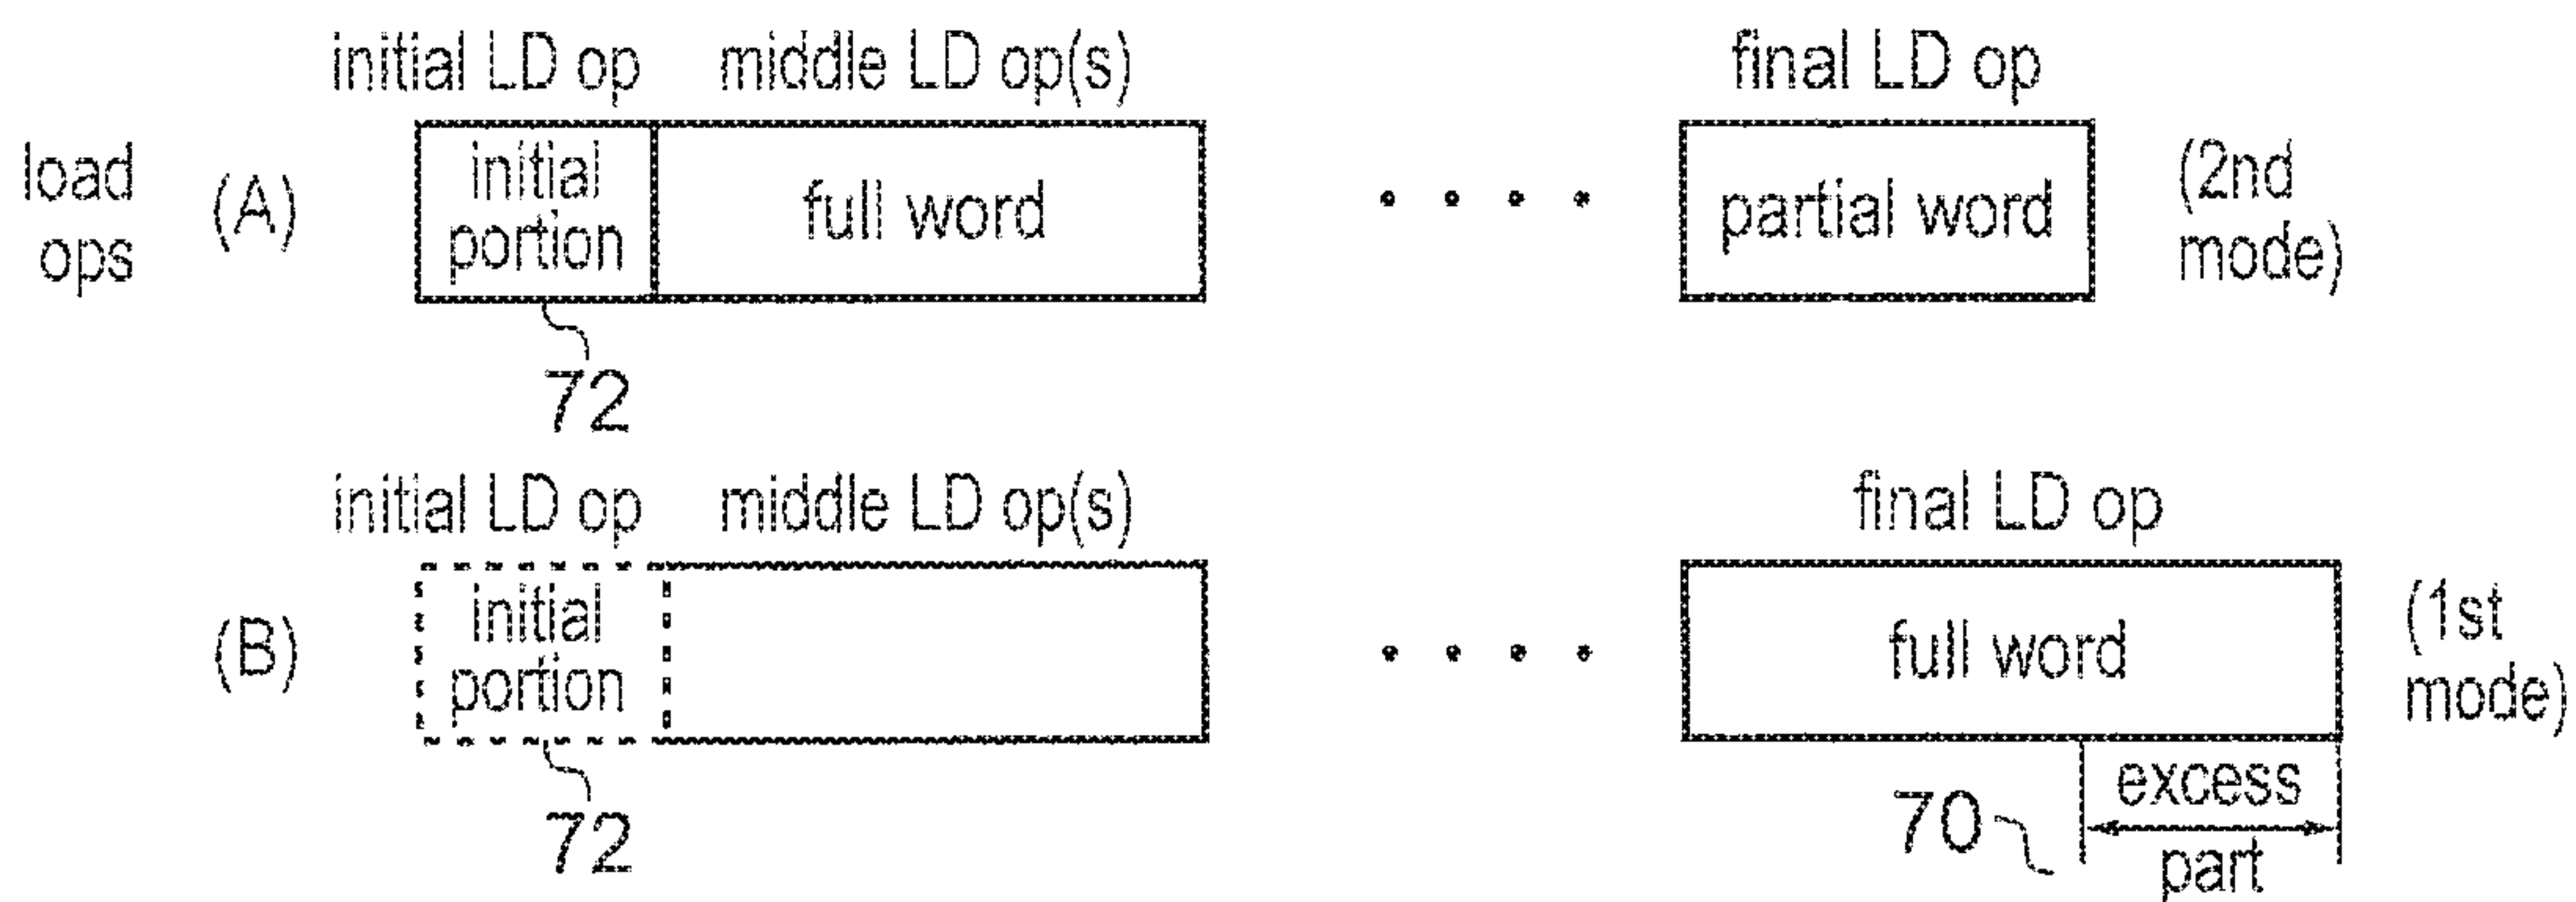 initial LD op middle LD op(s) final LD op
load ops (A) initial portion full word partial word (2nd mode)
72
initial LD op middle LD op(s) final LD op
(B) initial portion full word (1st mode)
72 70 excess part